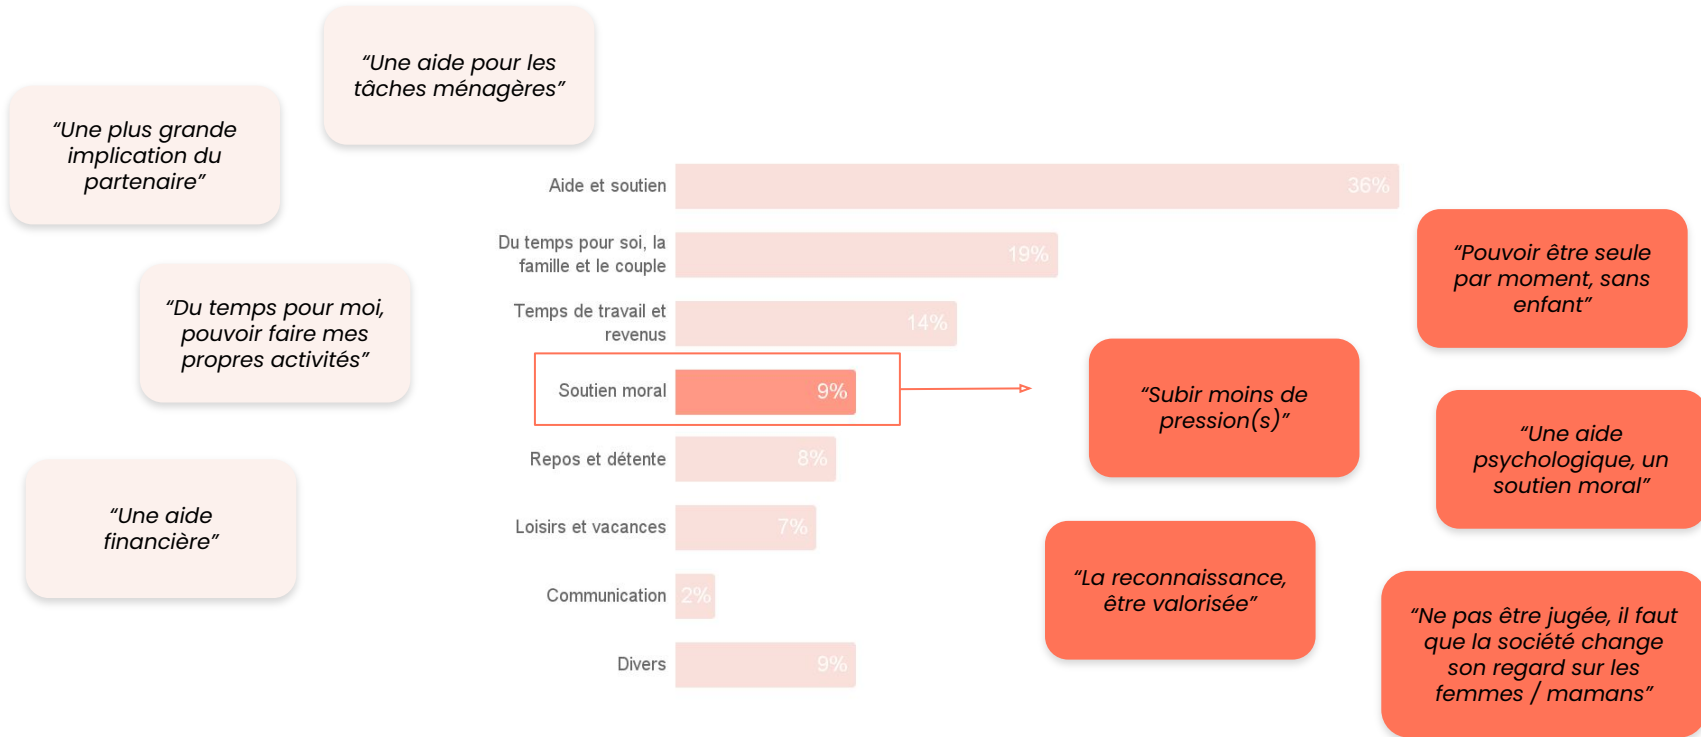 “Une aide pour les
tâches ménagères”
“Une plus grande
implication du
partenaire”
“Du temps pour moi,
pouvoir faire mes
propres activités”
“Une aide
financière”
Aide et soutien
36%
Du temps pour soi, la
famille et le couple
19%
Temps de travail et
revenus
14%
Soutien moral
9%
Repos et détente
8%
Loisirs et vacances
7%
Communication
2%
Divers
9%
“Pouvoir être seule
par moment, sans
enfant”
“Subir moins de
pression(s)”
“Une aide
psychologique, un
soutien moral”
“La reconnaissance,
être valorisée”
“Ne pas être jugée, il faut
que la société change
son regard sur les
femmes / mamans”